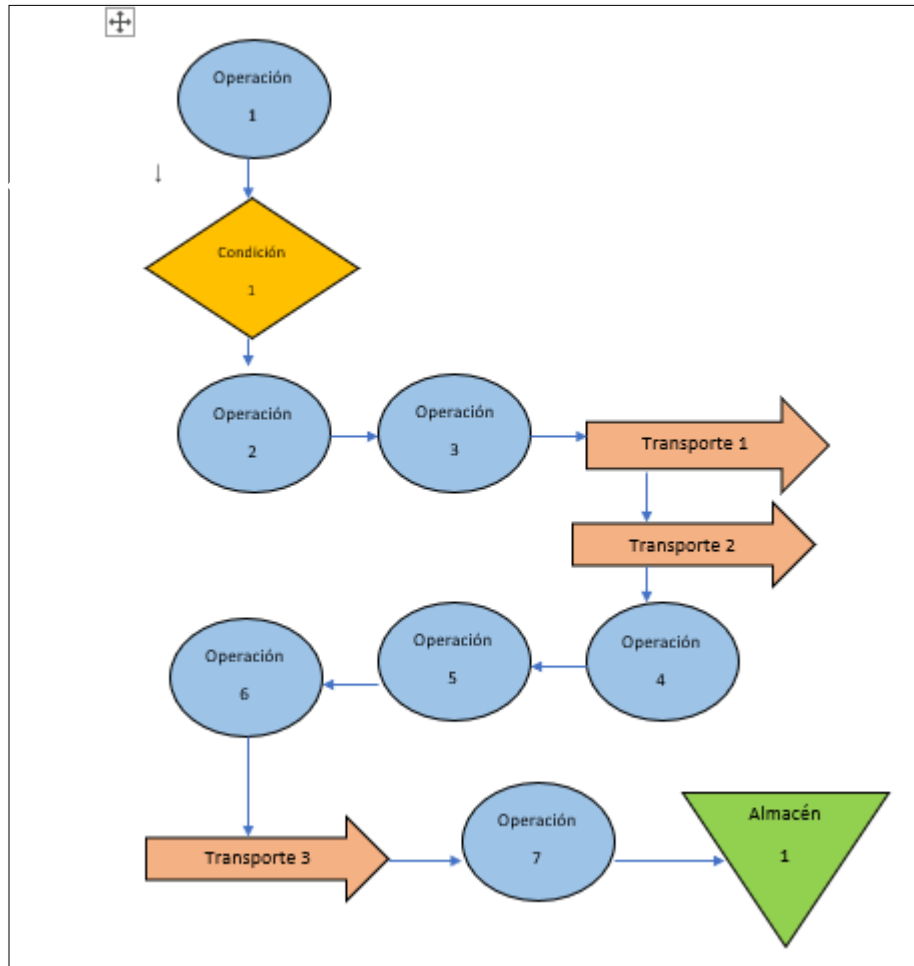 Operación
1
Condición
1
Operación
2
Operación
3
Transporte 1
Transporte 2
Operación
4
Operación
5
Operación
6
Transporte 3
Operación
7
Almacén
1